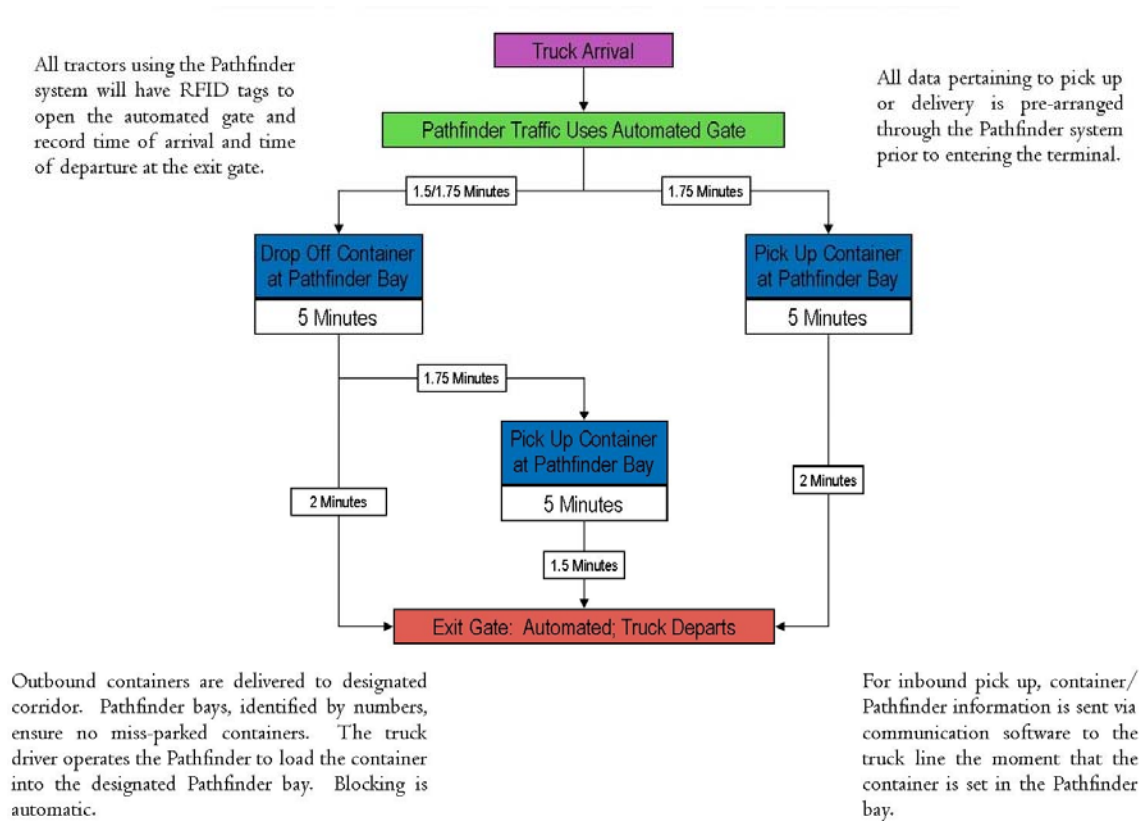 Truck Arrival
All tractors using the Pathfinder
system will have RFID tags to
open the automated gate and
record time of arrival and time
of departure at the exit gate.
All data pertaining to pick up
or delivery is pre-arranged
through the Pathfinder system
prior to entering the terminal.
Pathfinder Traffic Uses Automated Gate
1.5/1.75 Minutes
1.75 Minutes
Drop Off Container
at Pathfinder Bay
5 Minutes
Pick Up Container
at Pathfinder Bay
5 Minutes
1.75 Minutes
Pick Up Container
at Pathfinder Bay
5 Minutes
2 Minutes
2 Minutes
1.5 Minutes
Exit Gate: Automated; Truck Departs
Outbound containers are delivered to designated
corridor. Pathfinder bays, identified by numbers,
ensure no miss-parked containers. The truck
driver operates the Pathfinder to load the container
into the designated Pathfinder bay. Blocking is
automatic.
For inbound pick up, container/
Pathfinder information is sent via
communication software to the
truck line the moment that the
container is set in the Pathfinder
bay.